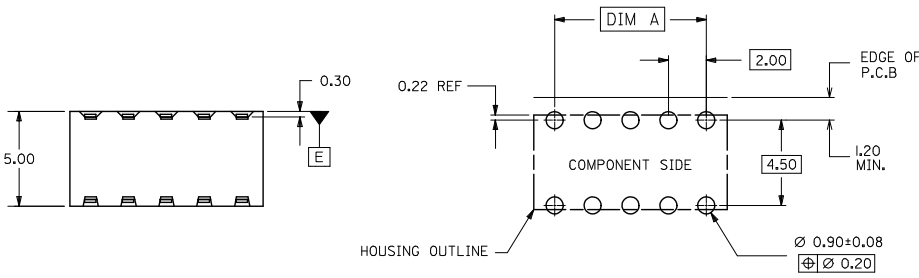 0.30
E
5.00
DIM A
2.00
EDGE OF
P.C.B
0.22 REF
1.20
MIN.
COMPONENT SIDE
4.50
HOUSING OUTLINE
Ø 0.90±0.08
⌖ Ø 0.20